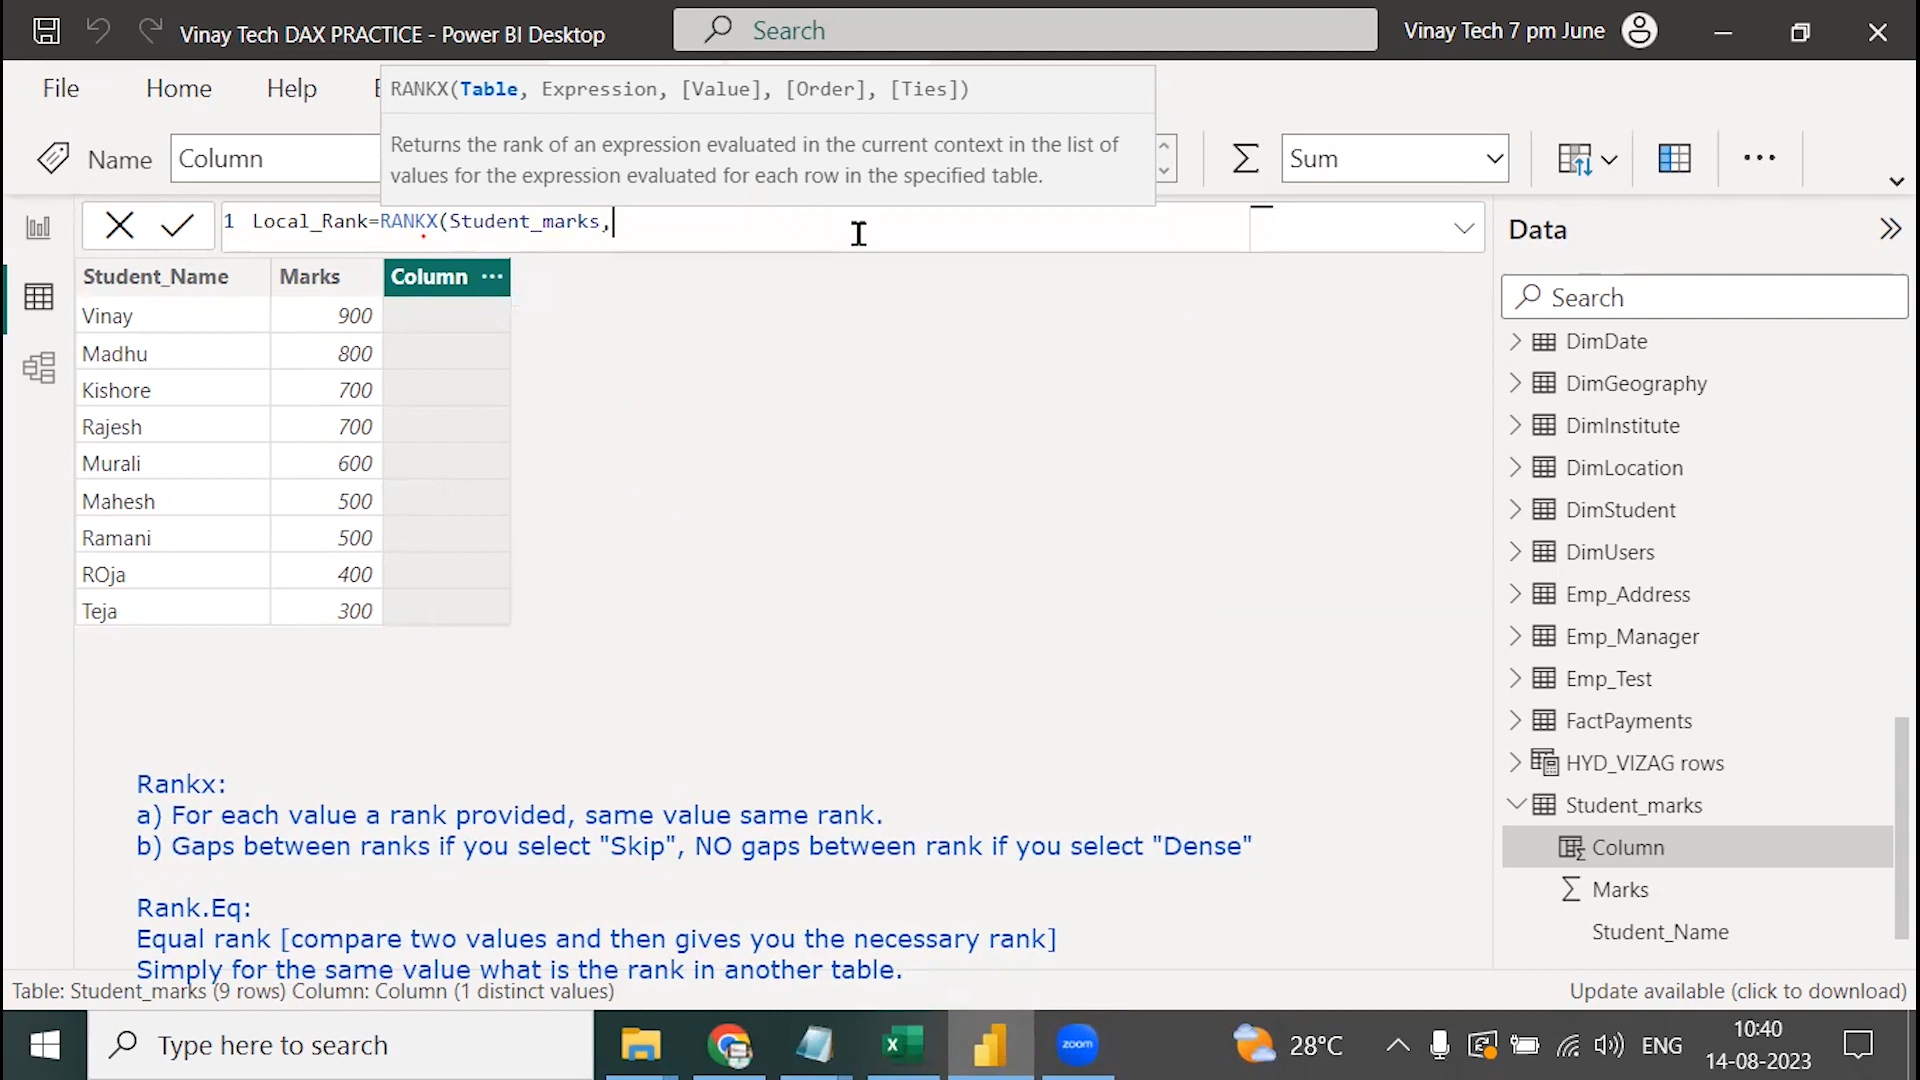 Vinay Tech DAX PRACTICE - Power BI Desktop
Search
Vinay Tech 7 pm June
File
Home
Help
RANKX(Table, Expression, [Value], [Order], [Ties])
Returns the rank of an expression evaluated in the current context in the list of
values for the expression evaluated for each row in the specified table.
Name
Column
Sum
1 Local_Rank=RANKX(Student_marks,
Student_Name Marks Column
Vinay 900
Madhu 800
Kishore 700
Rajesh 700
Murali 600
Mahesh 500
Ramani 500
ROja 400
Teja 300
Rankx:
a) For each value a rank provided, same value same rank.
b) Gaps between ranks if you select "Skip", NO gaps between rank if you select "Dense"
Rank.Eq:
Equal rank [compare two values and then gives you the necessary rank]
Simply for the same value what is the rank in another table.
Data
Search
DimDate
DimGeography
DimInstitute
DimLocation
DimStudent
DimUsers
Emp_Address
Emp_Manager
Emp_Test
FactPayments
HYD_VIZAG rows
Student_marks
Column
Marks
Student_Name
Table: Student_marks (9 rows) Column: Column (1 distinct values)
Update available (click to download)
Type here to search
zoom
28°C
ENG
10:40
14-08-2023